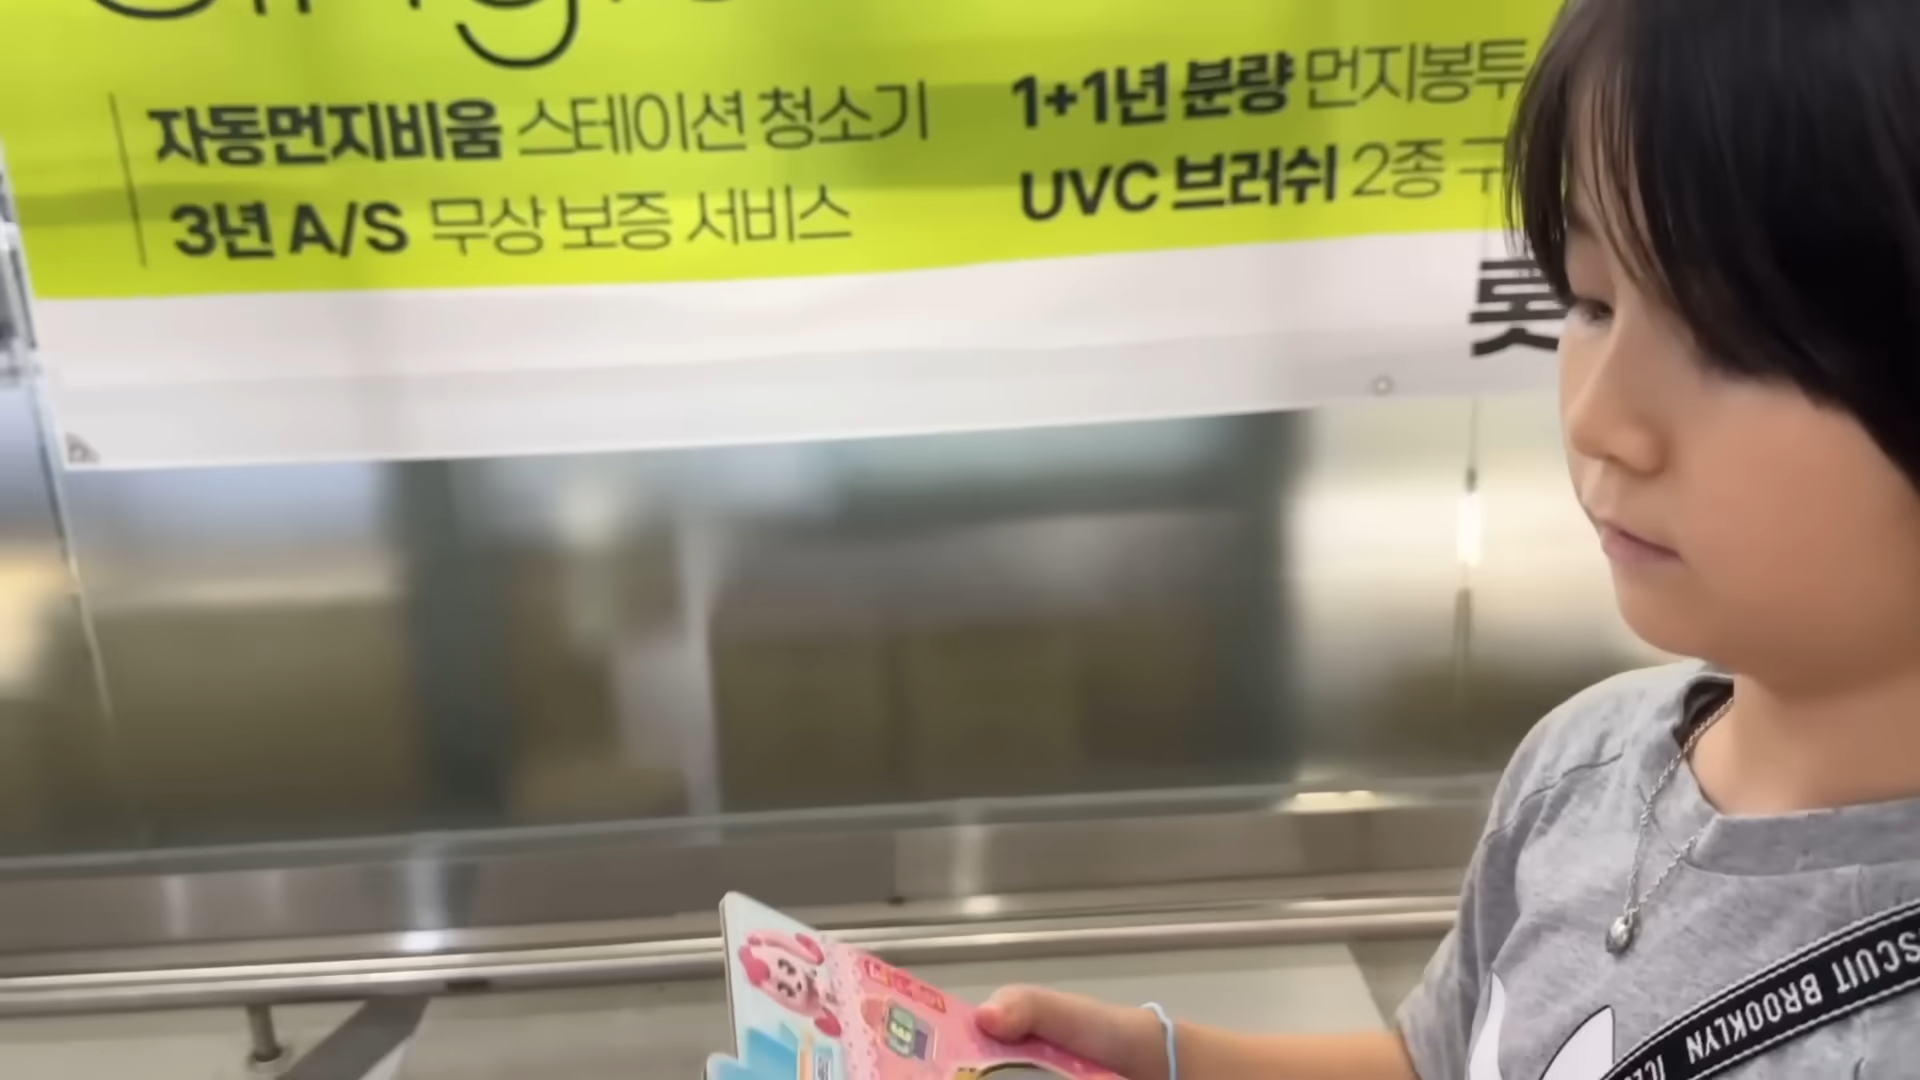 자동먼지비움 스테이션 청소기
3년 A/S 무상 보증 서비스
1+1년 분량 먼지봉투
UVC 브러쉬 2종
롯
BROOKLYN